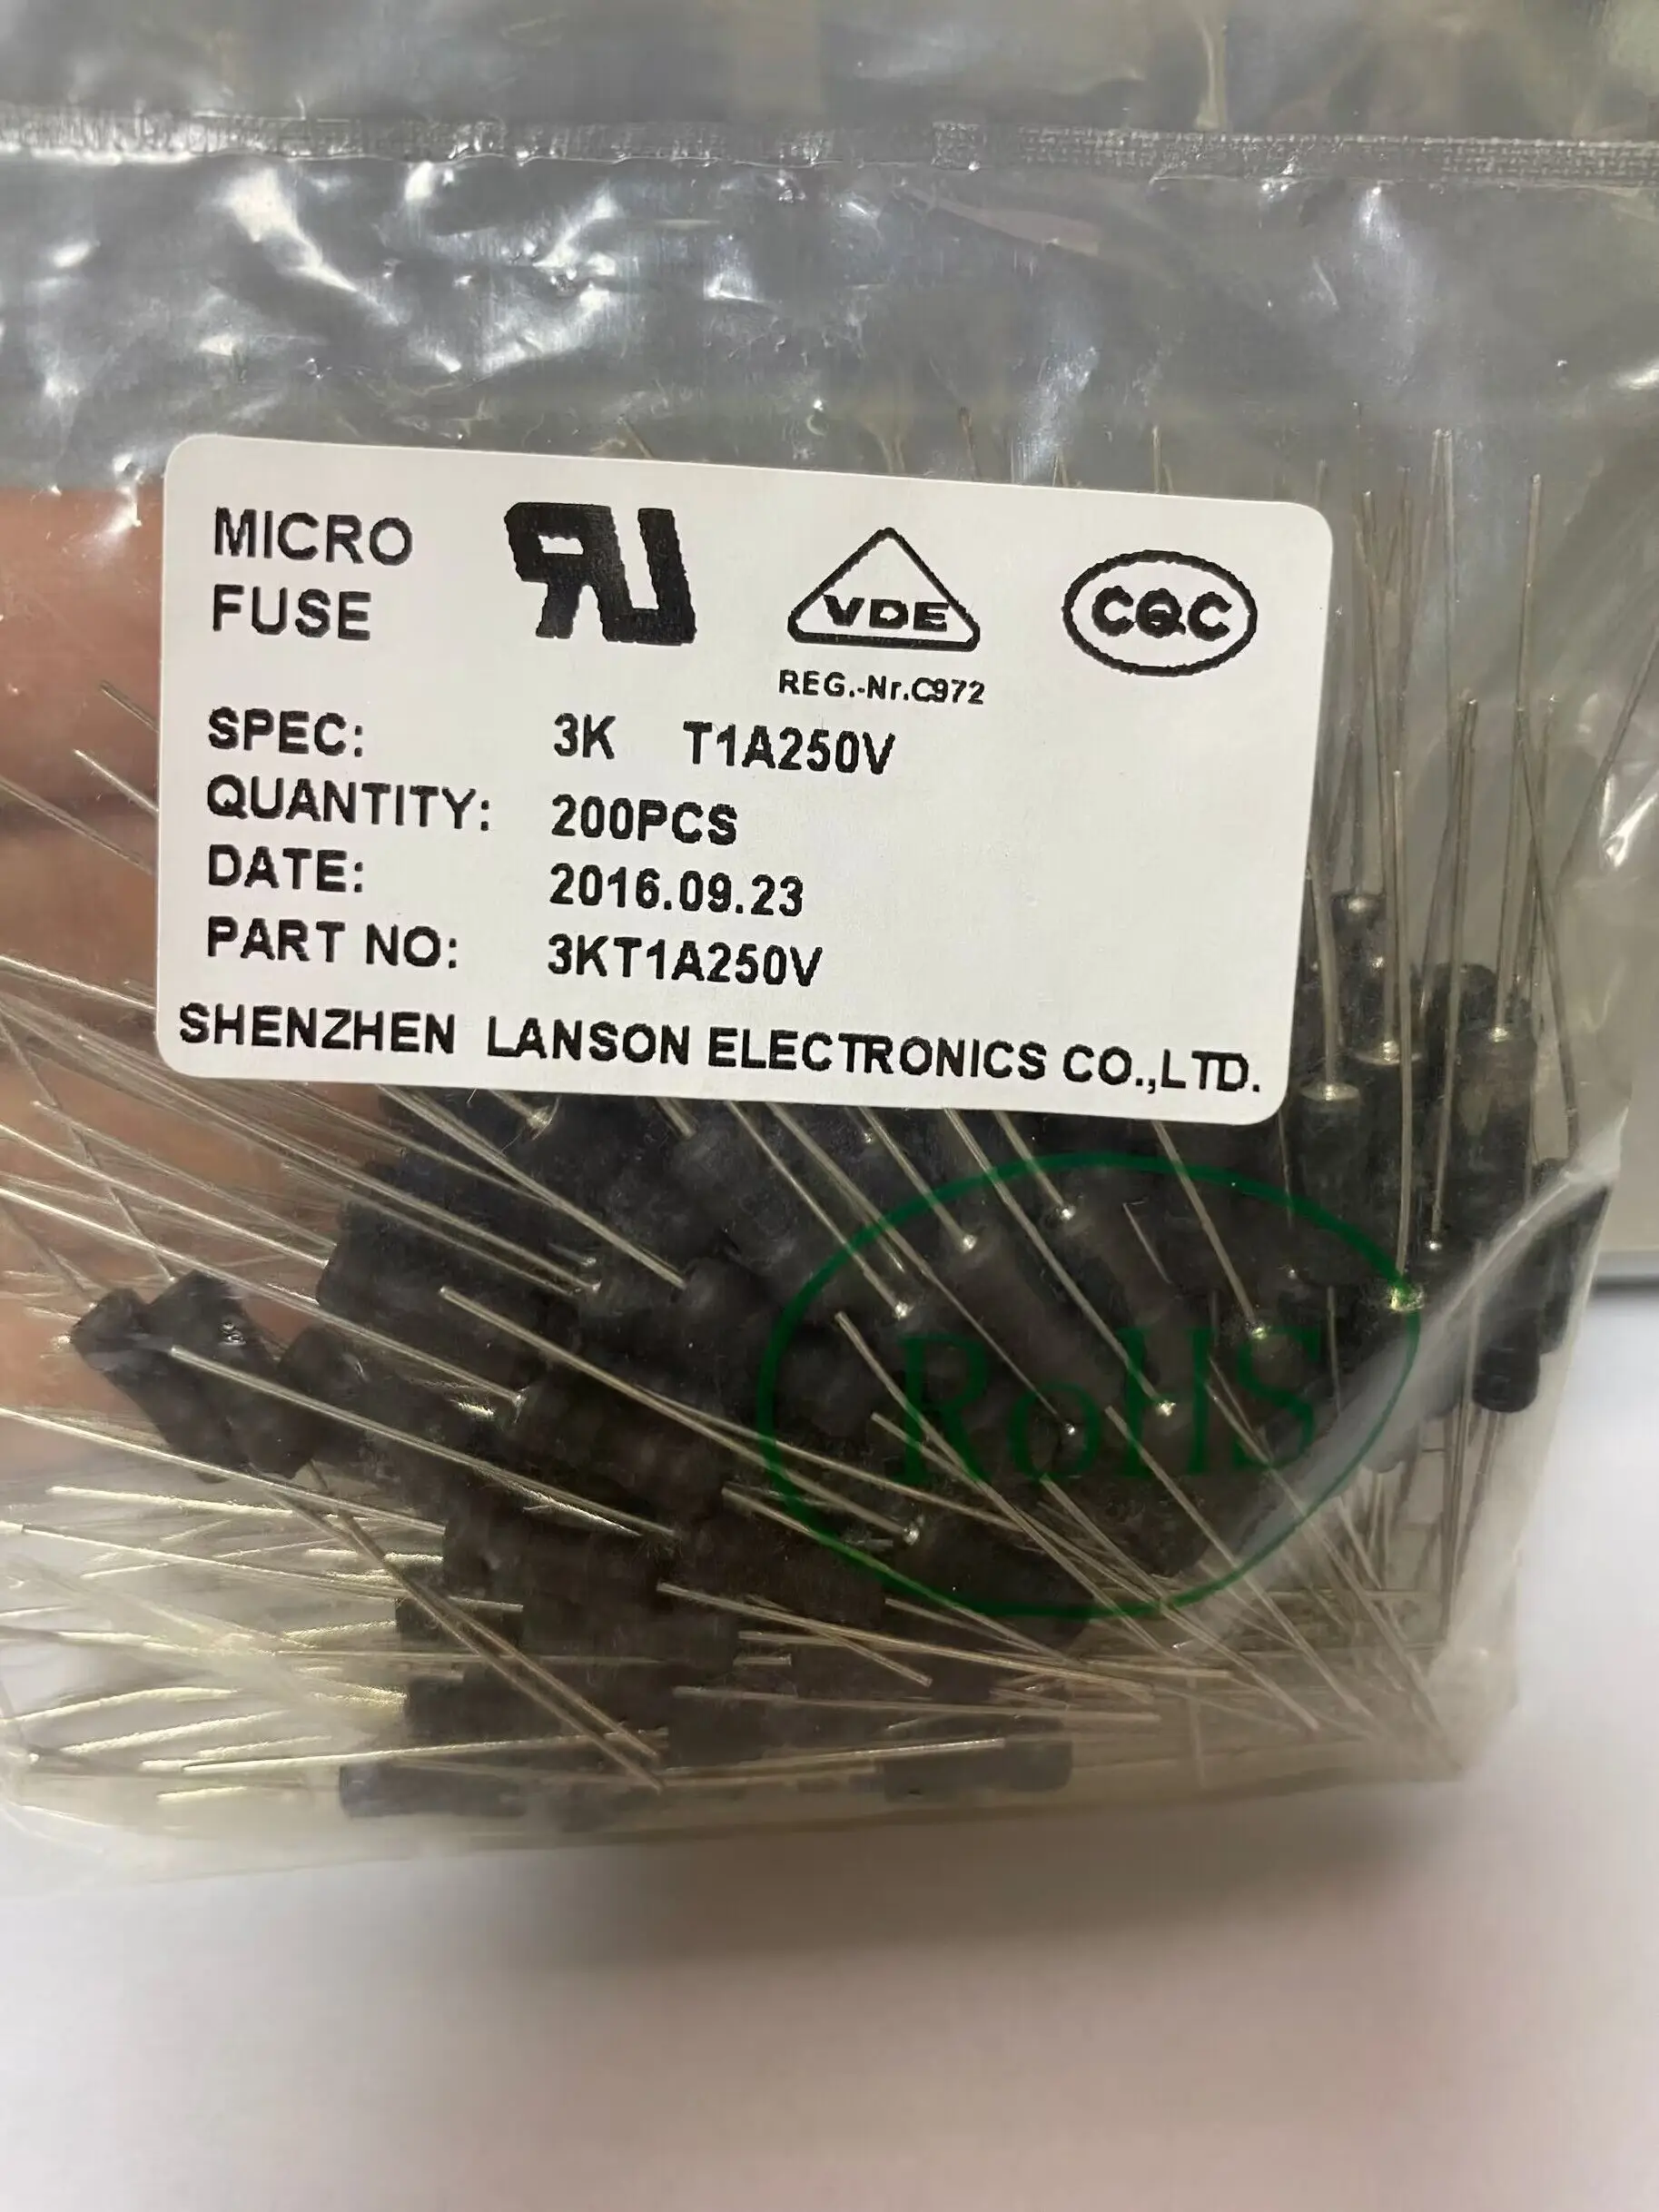 MICRO
FUSE
RU
VDE
REG.-Nr.C972
CQC
SPEC: 3K T1A250V
QUANTITY: 200PCS
DATE: 2016.09.23
PART NO: 3KT1A250V
SHENZHEN LANSON ELECTRONICS CO.,LTD.
RoHS